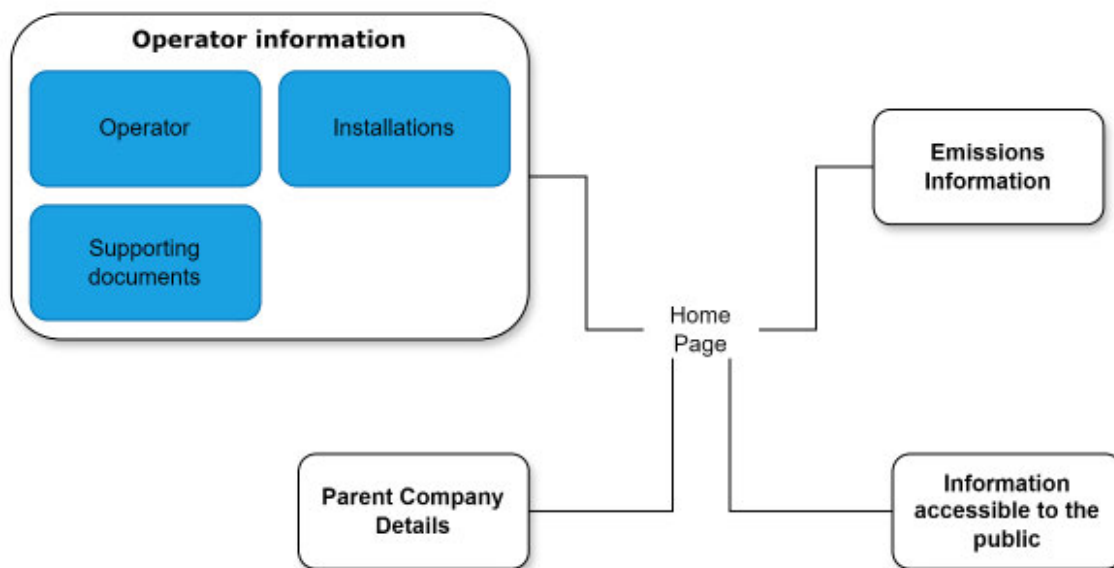 Operator information
Operator
Installations
Supporting
documents
Emissions
Information
Home
Page
Parent Company
Details
Information
accessible to the
public